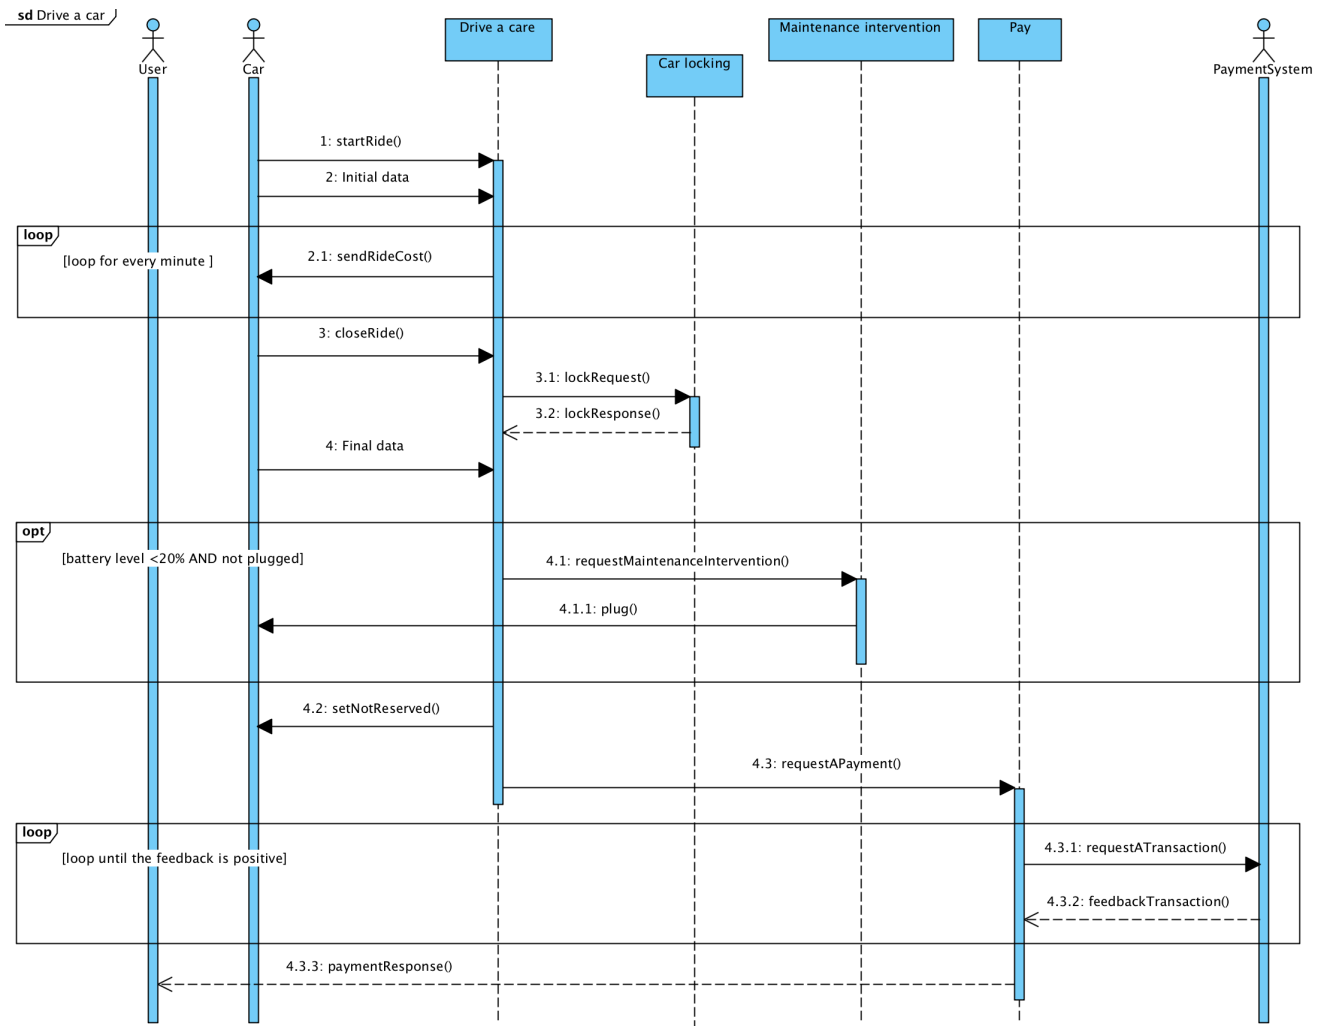 sd Drive a car
User
Car
Drive a care
Car locking
Maintenance intervention
Pay
PaymentSystem
1: startRide()
2: Initial data
loop
[loop for every minute ]
2.1: sendRideCost()
3: closeRide()
3.1: lockRequest()
3.2: lockResponse()
4: Final data
opt
[battery level <20% AND not plugged]
4.1: requestMaintenanceIntervention()
4.1.1: plug()
4.2: setNotReserved()
4.3: requestAPayment()
loop
[loop until the feedback is positive]
4.3.1: requestATransaction()
4.3.2: feedbackTransaction()
4.3.3: paymentResponse()